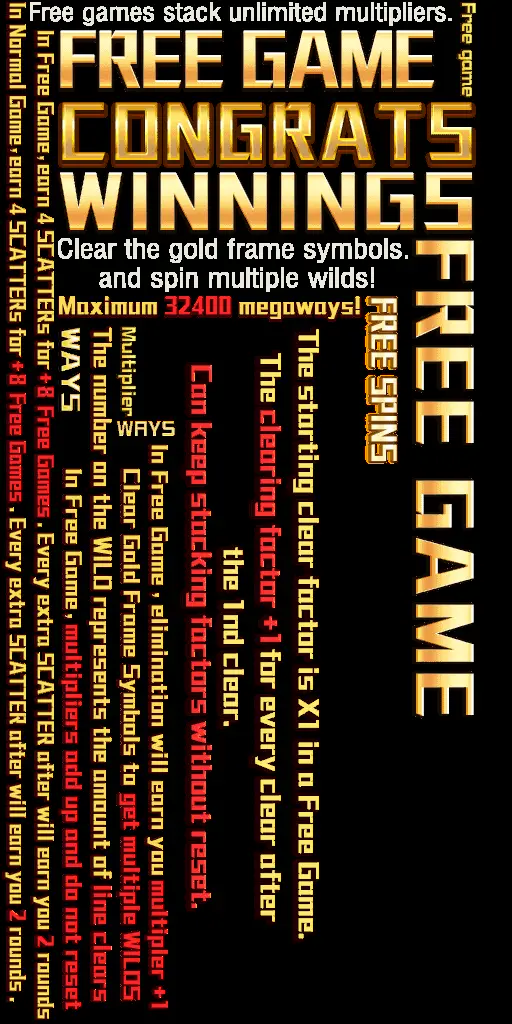 Free games stack unlimited multipliers.
FREE GAME
CONGRATS
WINNINGS
Clear the gold frame symbols.
and spin multiple wilds!
Maximum 32400 megaways!
Free game
FREE GAME
FREE SPINS
The starting clear factor is X1 in a Free Game.
The clearing factor +1 for every clear after
the 1nd clear.
Can keep stacking factors without reset.
WAYS
Multiplier
WAYS
In Free Game, elimination will earn you multipler +1
Clear Gold Frame Symbols to get multiple WILDS
The number on the WILD represents the amount of line clears
In Free Game, multipliers add up and do not reset
In Free Game, earn 4 SCATTERs for +8 Free Games. Every extra SCATTER after will earn you 2 rounds
In Normal Game, earn 4 SCATTERs for +8 Free Games. Every extra SCATTER after will earn you 2 rounds.